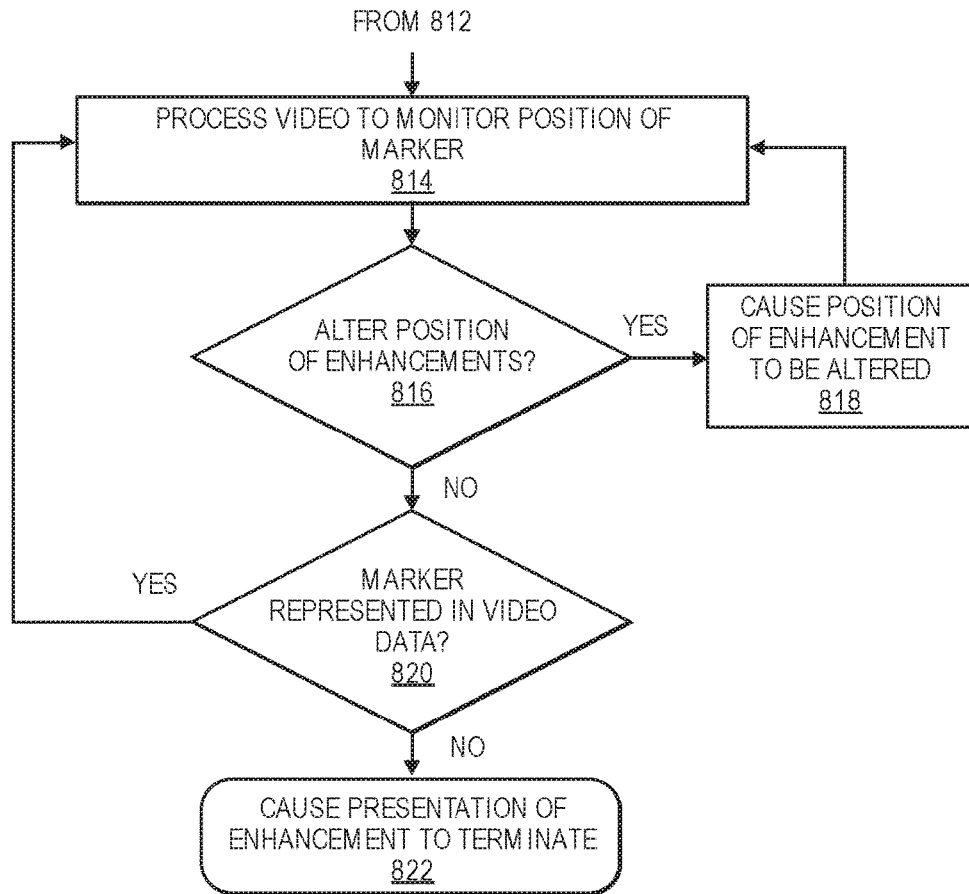 FROM 812
PROCESS VIDEO TO MONITOR POSITION OF
MARKER
814
ALTER POSITION
OF ENHANCEMENTS?
816
YES
CAUSE POSITION
OF ENHANCEMENT
TO BE ALTERED
818
NO
YES
MARKER
REPRESENTED IN VIDEO
DATA?
820
NO
CAUSE PRESENTATION OF
ENHANCEMENT TO TERMINATE
822